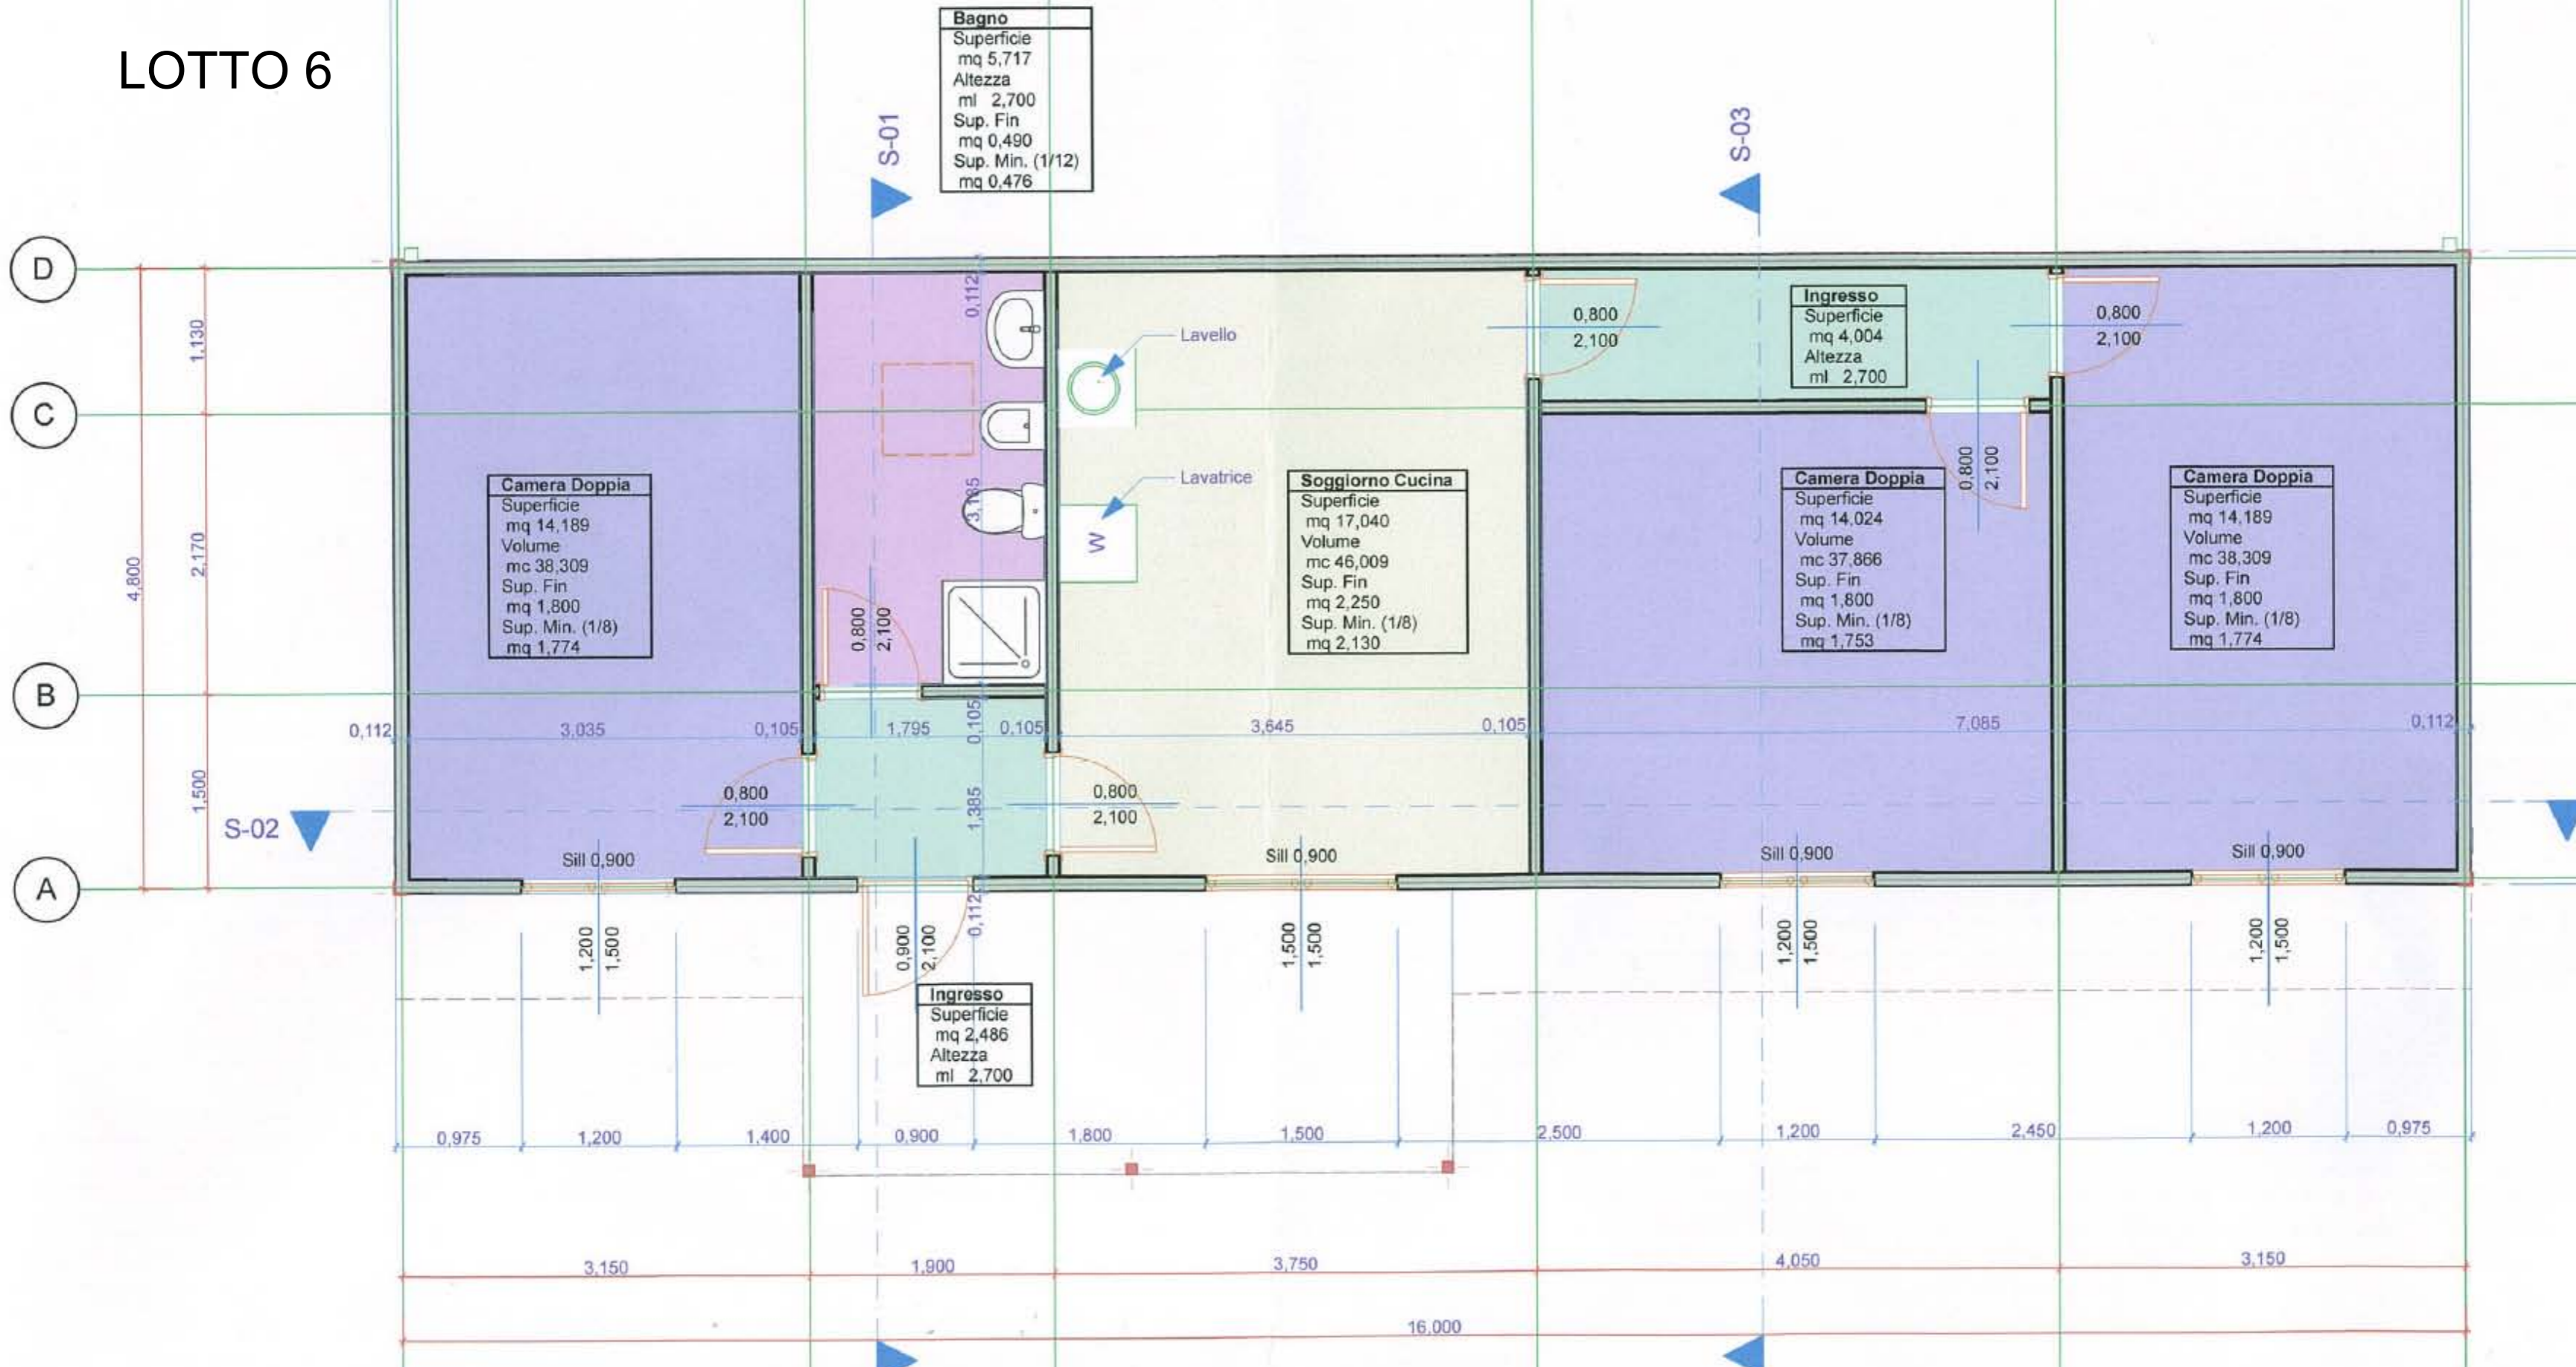 LOTTO 6
Bagno
Superficie
mq 5,717
Altezza
ml 2,700
Sup. Fin
mq 0,490
Sup. Min. (1/12)
mq 0,476
S-01
S-03
D
C
B
A
1,130
2,170
1,500
4,800
S-02
0,112
3,185
0,105
1,385
0,112
Lavello
Lavatrice
W
0,800
2,100
Ingresso
Superficie
mq 4,004
Altezza
ml 2,700
0,800
2,100
0,800
2,100
Camera Doppia
Superficie
mq 14,189
Volume
mc 38,309
Sup. Fin
mq 1,800
Sup. Min. (1/8)
mq 1,774
0,800
2,100
Soggiorno Cucina
Superficie
mq 17,040
Volume
mc 46,009
Sup. Fin
mq 2,250
Sup. Min. (1/8)
mq 2,130
Camera Doppia
Superficie
mq 14,024
Volume
mc 37,866
Sup. Fin
mq 1,800
Sup. Min. (1/8)
mq 1,753
Camera Doppia
Superficie
mq 14,189
Volume
mc 38,309
Sup. Fin
mq 1,800
Sup. Min. (1/8)
mq 1,774
0,112 3,035 0,105 1,795 0,105 3,645 0,105 7,085 0,112
0,800
2,100
0,800
2,100
Sill 0,900
Sill 0,900
Sill 0,900
Sill 0,900
1,200
1,500
0,900
2,100
1,500
1,500
1,200
1,500
1,200
1,500
Ingresso
Superficie
mq 2,486
Altezza
ml 2,700
0,975 1,200 1,400 0,900 1,800 1,500 2,500 1,200 2,450 1,200 0,975
3,150 1,900 3,750 4,050 3,150
16,000